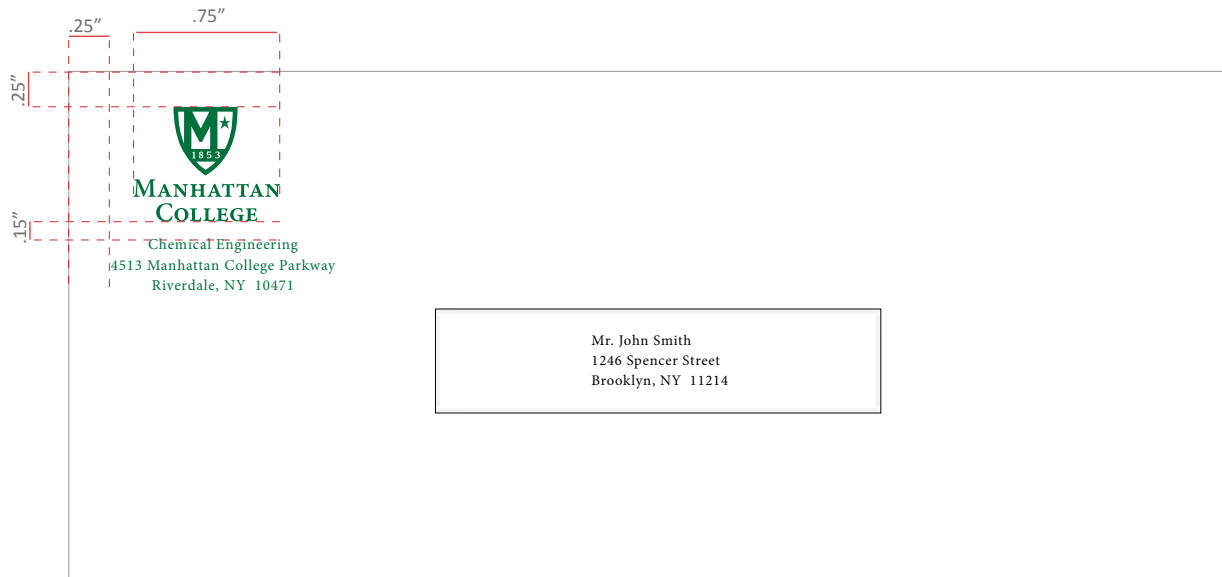 .25”
.75”
.25”
M
1853
MANHATTAN
COLLEGE
.15”
Chemical Engineering
4513 Manhattan College Parkway
Riverdale, NY  10471
Mr. John Smith
1246 Spencer Street
Brooklyn, NY  11214